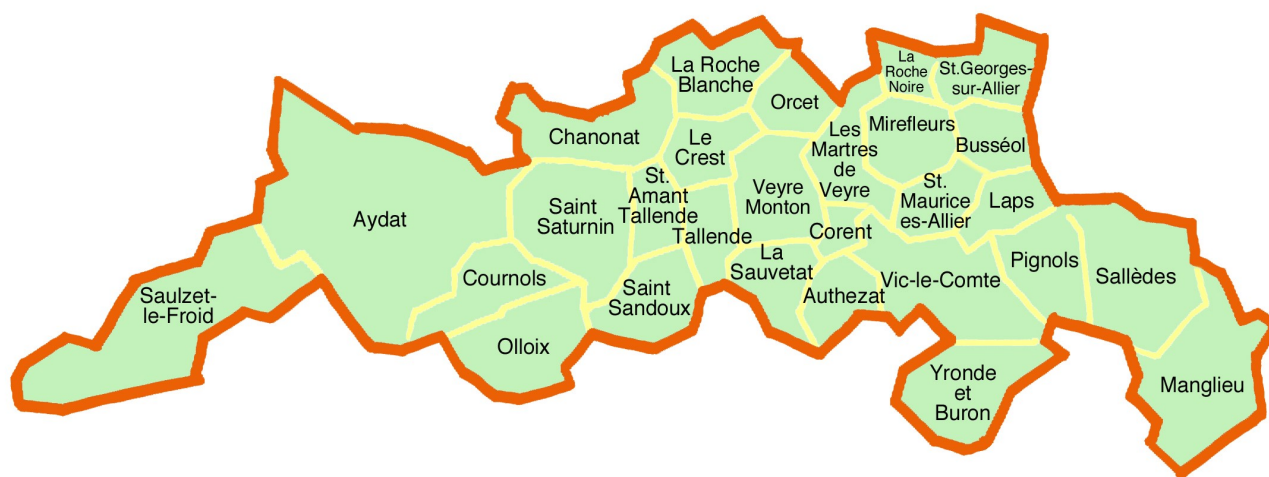 La Roche
Blanche
Orcet
La
Roche
Noire
St.Georges-
sur-Allier
Chanonat
Le
Crest
Les
Martres
de
Veyre
Mirefleurs
Busséol
Aydat
Saint
Saturnin
St.
Amant
Tallende
Tallende
Veyre
Monton
St.
Maurice
es-Allier
Laps
Corent
La
Sauvetat
Cournols
Saint
Sandoux
Authezat
Vic-le-Comte
Pignols
Sallèdes
Saulzet-
le-Froid
Olloix
Yronde
et
Buron
Manglieu